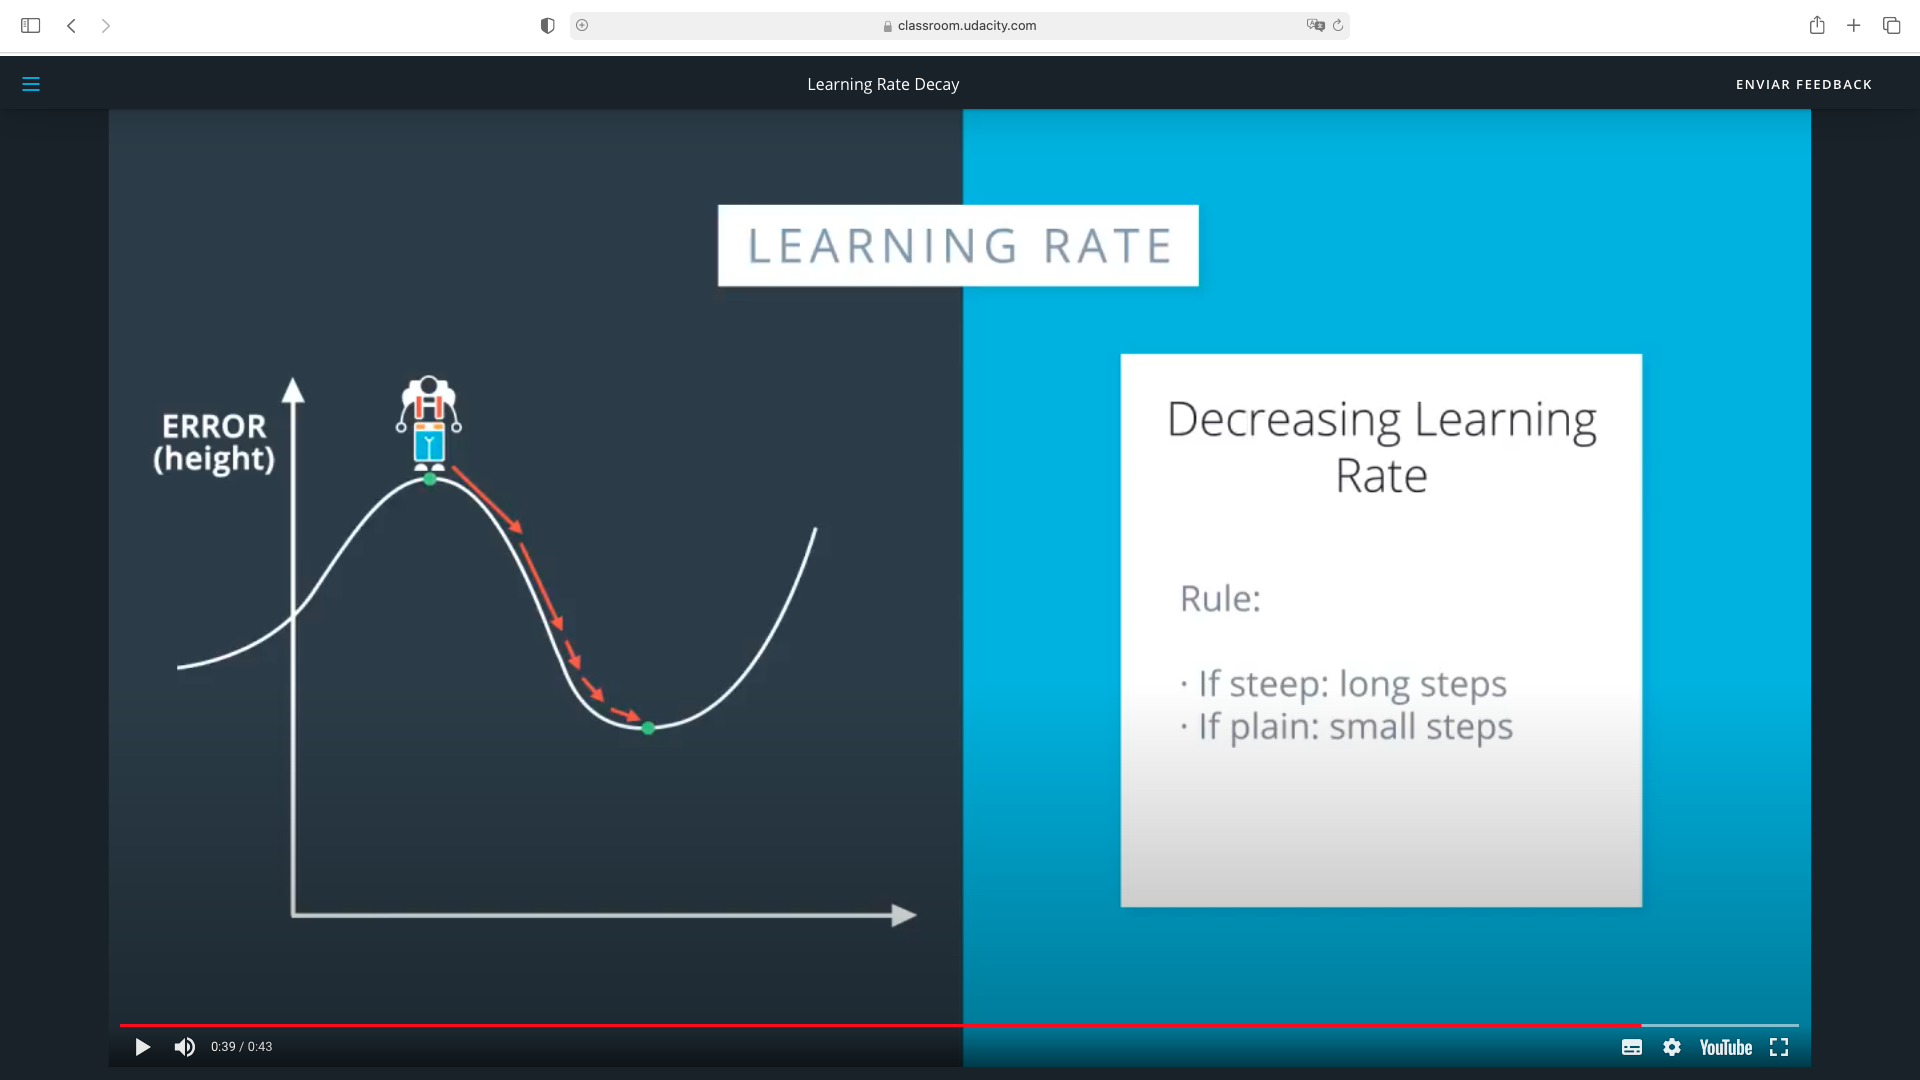 classroom.udacity.com
Learning Rate Decay
ENVIAR FEEDBACK
LEARNING RATE
ERROR
(height)
Decreasing Learning
Rate
Rule:
· If steep: long steps
· If plain: small steps
0:39 / 0:43
YouTube